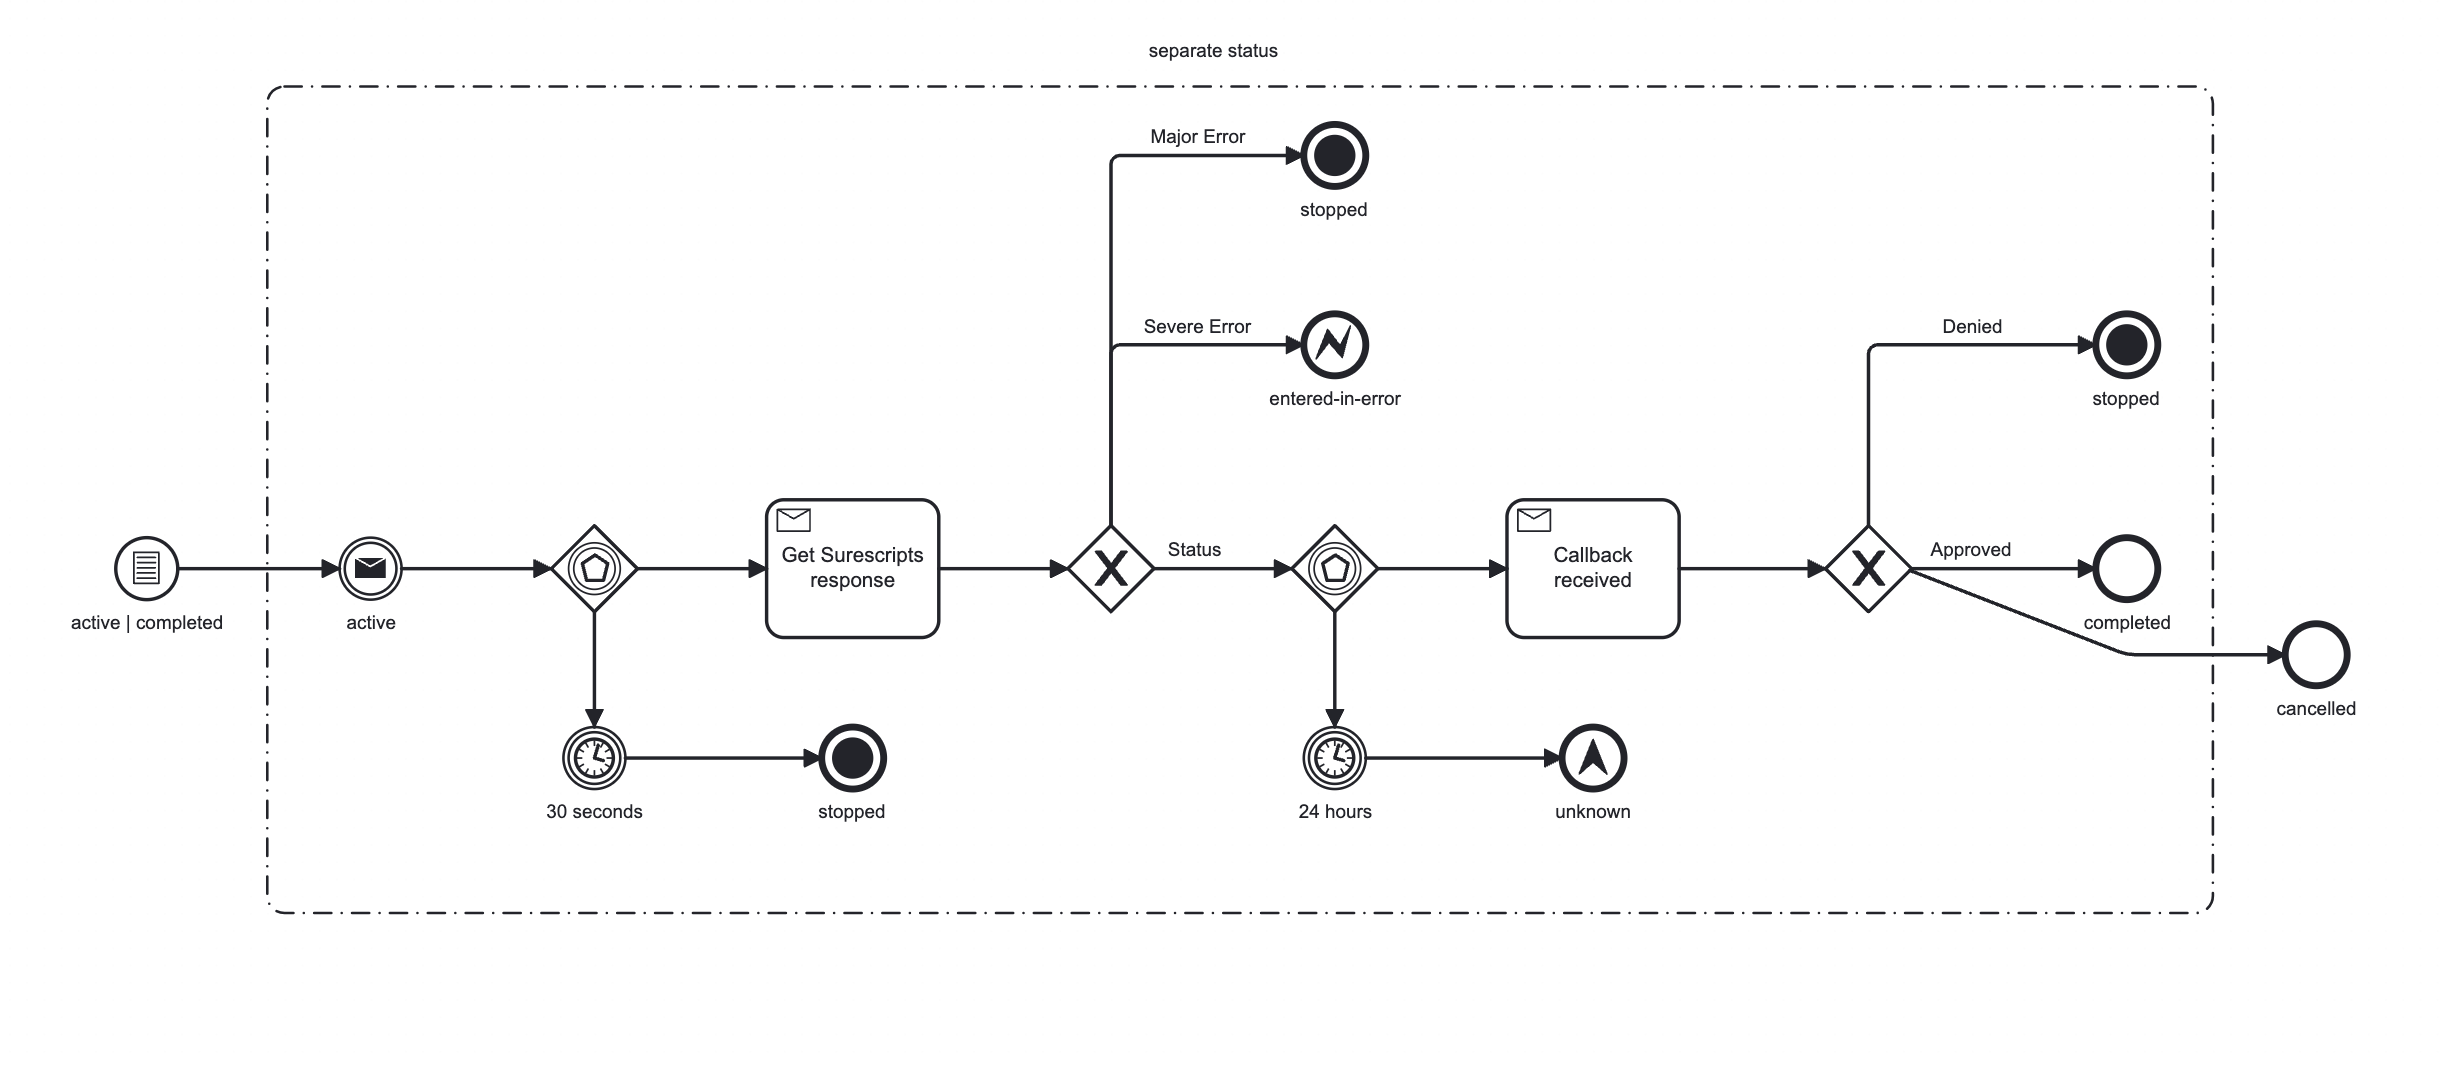 separate status
Major Error
stopped
Severe Error
entered-in-error
Denied
stopped
active | completed
active
Get Surescripts
response
Status
Callback
received
Approved
completed
cancelled
30 seconds
stopped
24 hours
unknown